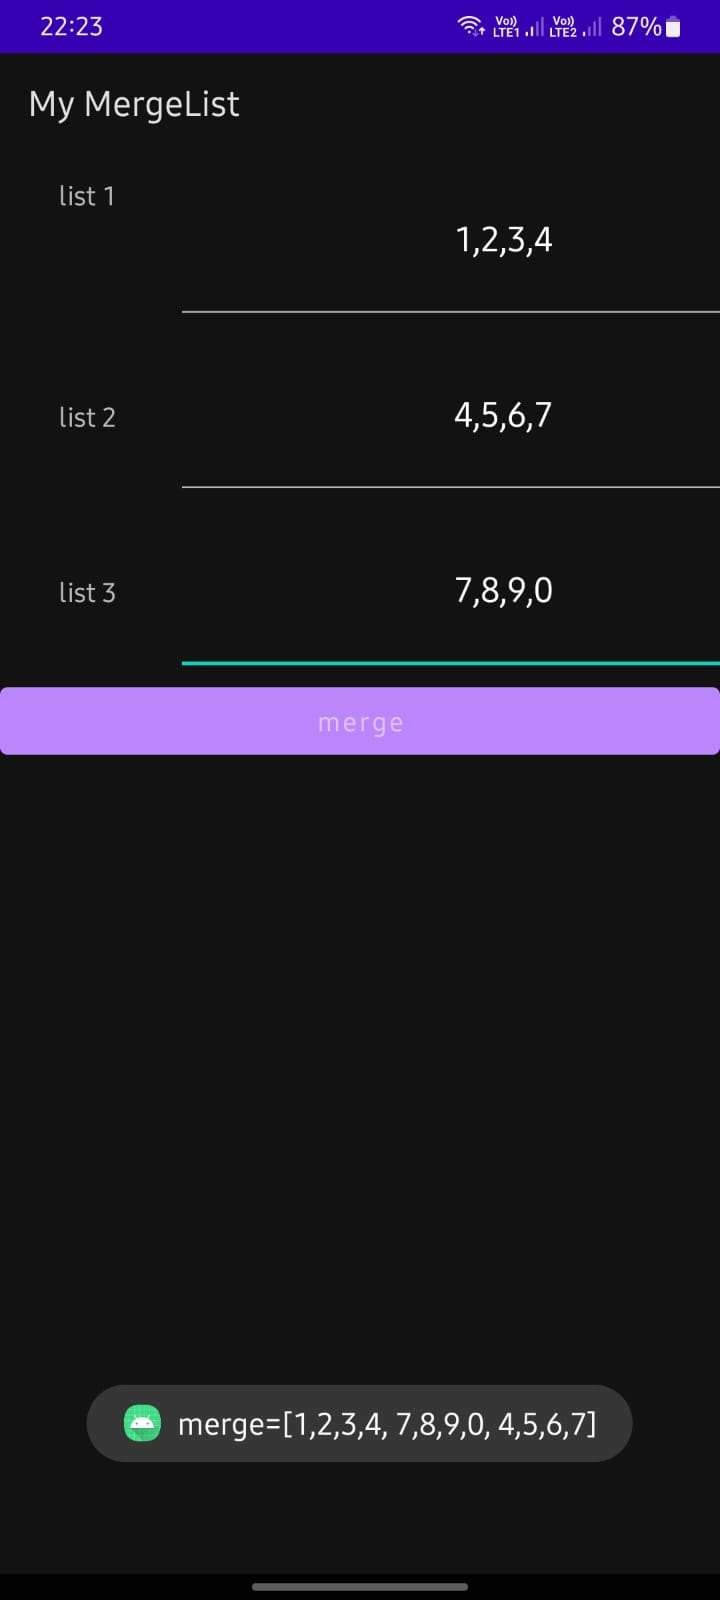 22:23 Vo)) LTE1 Vo)) LTE2 87%
My MergeList
list 1
1,2,3,4
list 2 4,5,6,7
list 3 7,8,9,0
merge
merge=[1,2,3,4, 7,8,9,0, 4,5,6,7]